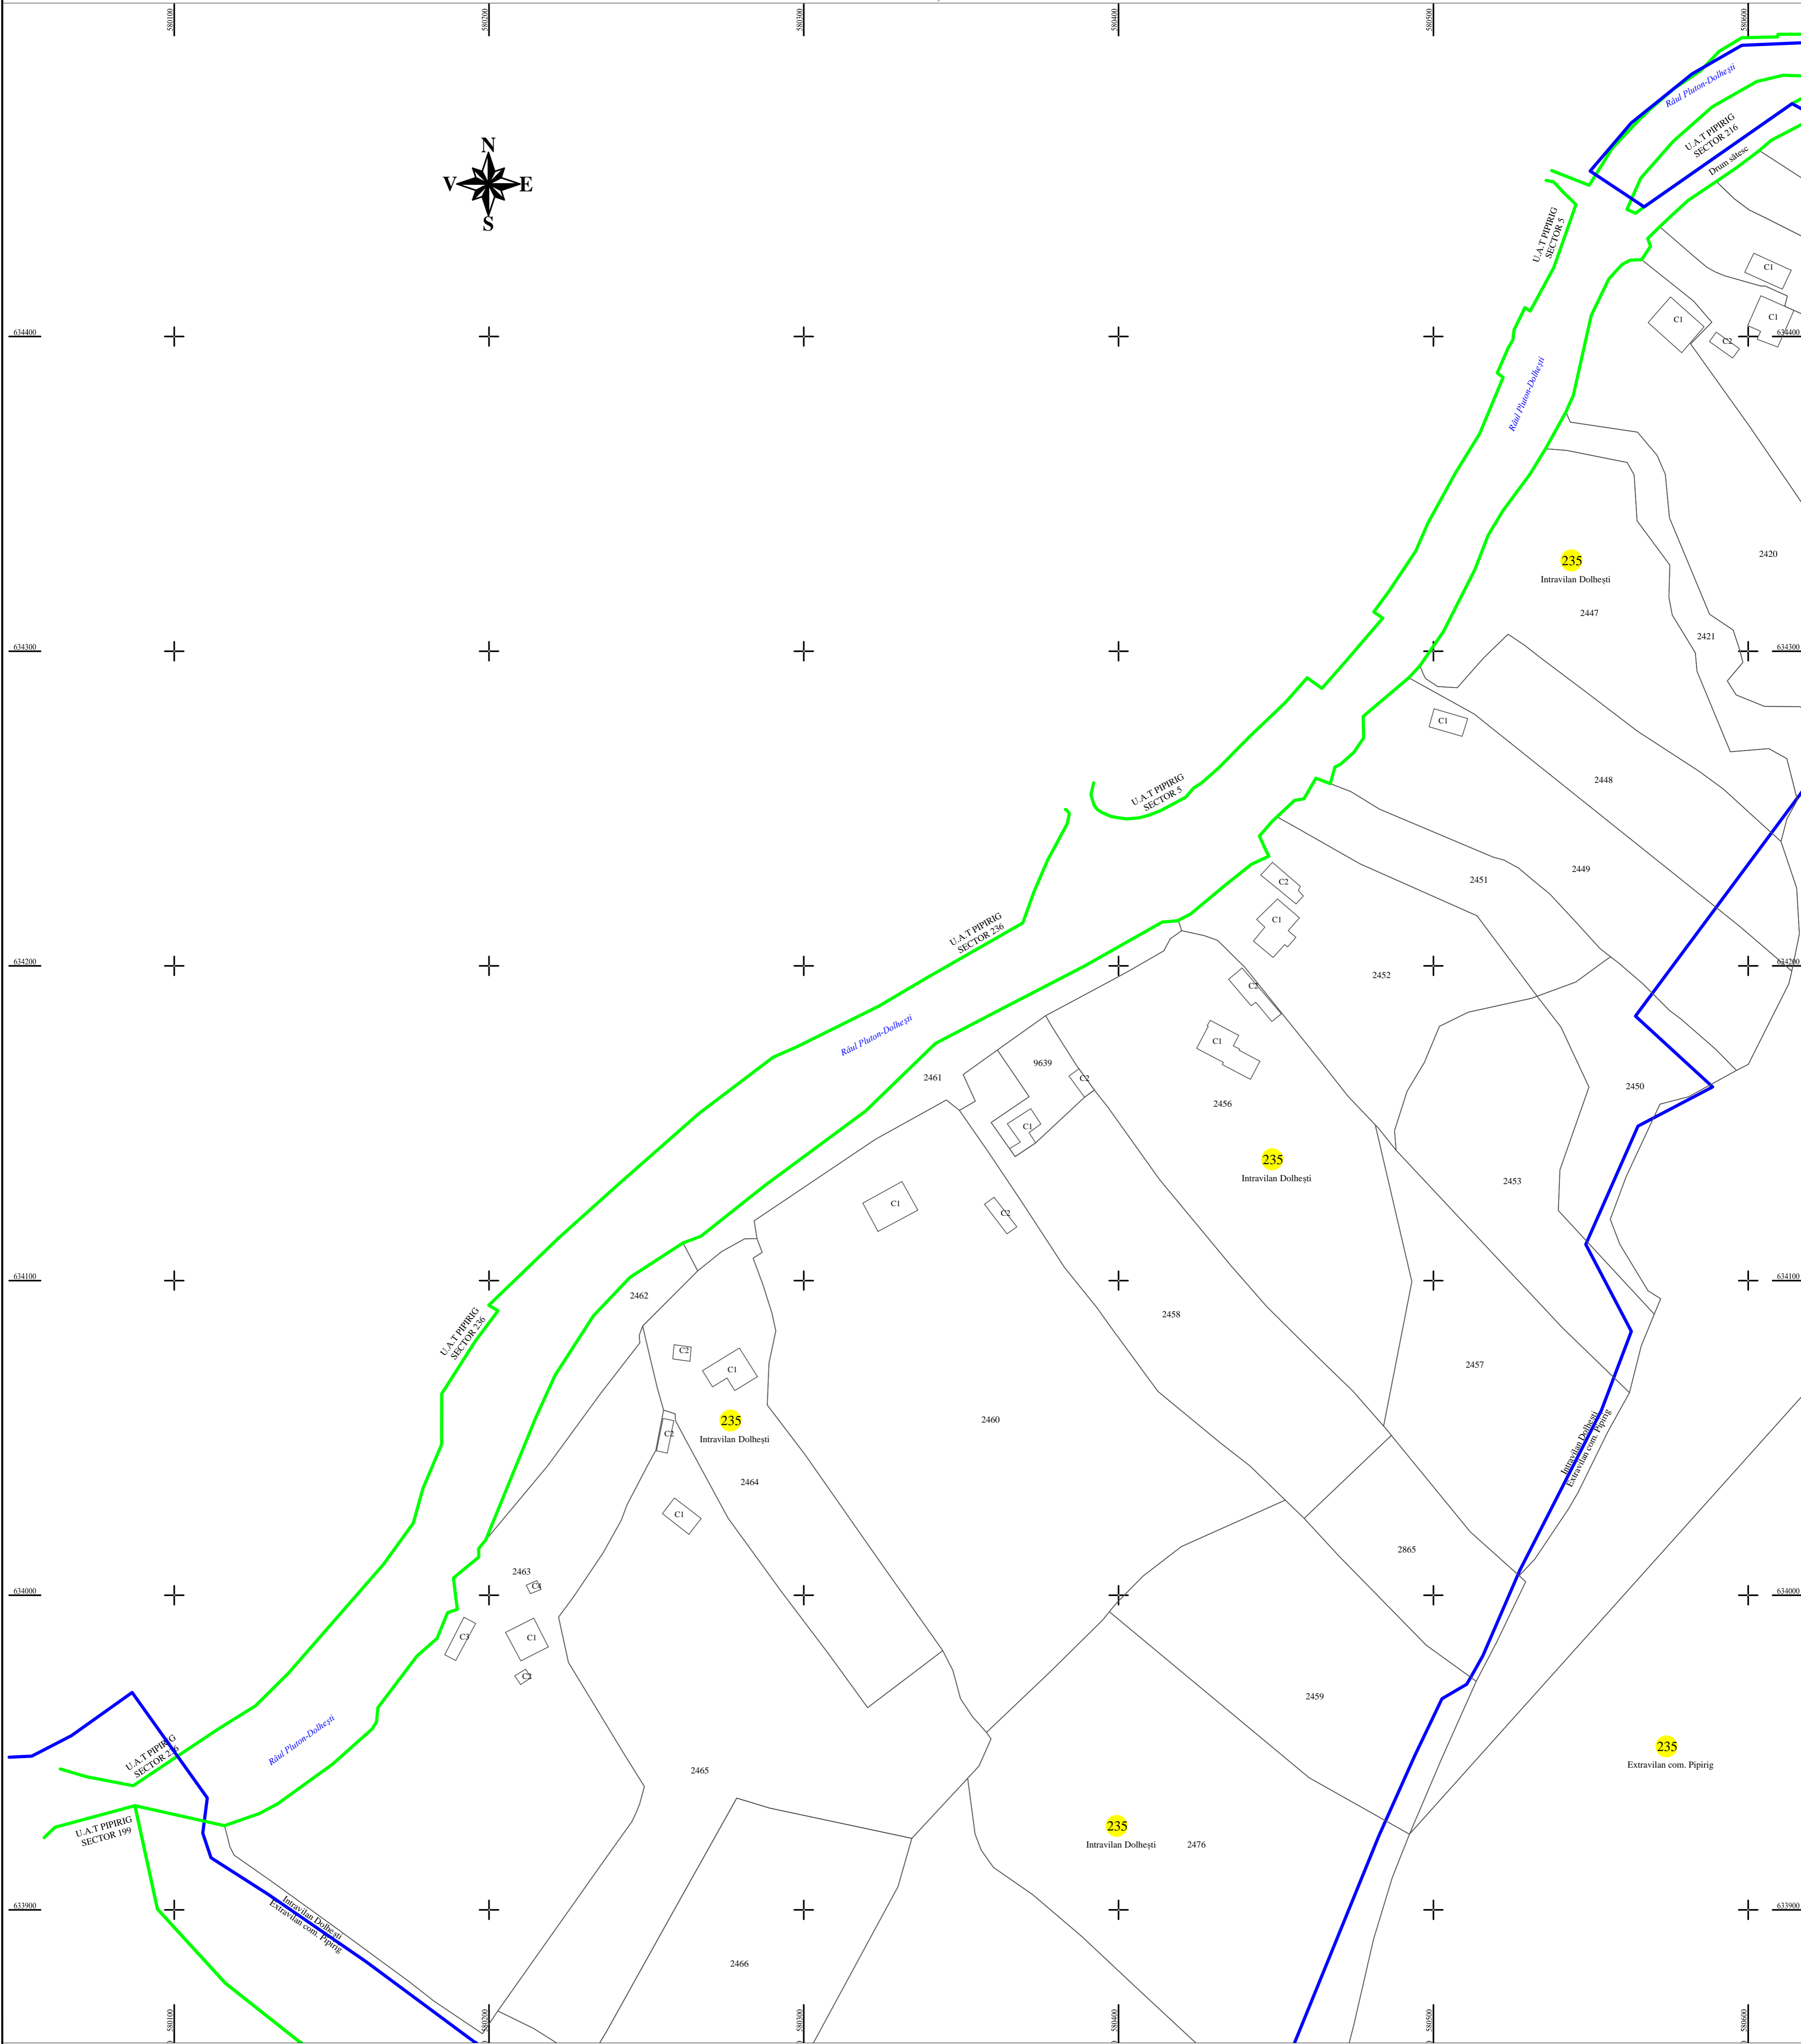 580100
580200
580300
580400
580500
580600
Râul Pluton-Dolhești
U.A.T PIPIRIG
SECTOR 216
Drum sătesc
N
V
E
S
U.A.T PIPIRIG
SECTOR 5
C1
C1
C1
C2
634400
634400
Râul Pluton-Dolhești
2420
235
Intravilan Dolhești
2447
2421
634300
634300
C1
2448
U.A.T PIPIRIG
SECTOR 5
2449
2451
C2
C1
U.A.T PIPIRIG
SECTOR 236
634200
634200
2452
C2
Râul Pluton-Dolhești
C1
9639
2461
C2
2450
2456
C1
235
Intravilan Dolhești
2453
C1
C2
634100
634100
2462
2458
U.A.T PIPIRIG
SECTOR 236
C2
C1
2457
235
Intravilan Dolhești
2460
C2
Intravilan Dolhești
Extravilan com. Pipirig
2464
C1
2865
2463
C4
634000
634000
C3
C1
C2
2459
Râul Pluton-Dolhești
U.A.T PIPIRIG
SECTOR 236
235
Extravilan com. Pipirig
2465
U.A.T PIPIRIG
SECTOR 199
235
Intravilan Dolhești
2476
633900
633900
Intravilan Dolhești
Extravilan com. Pipirig
2466
580100
580200
580300
580400
580500
580600